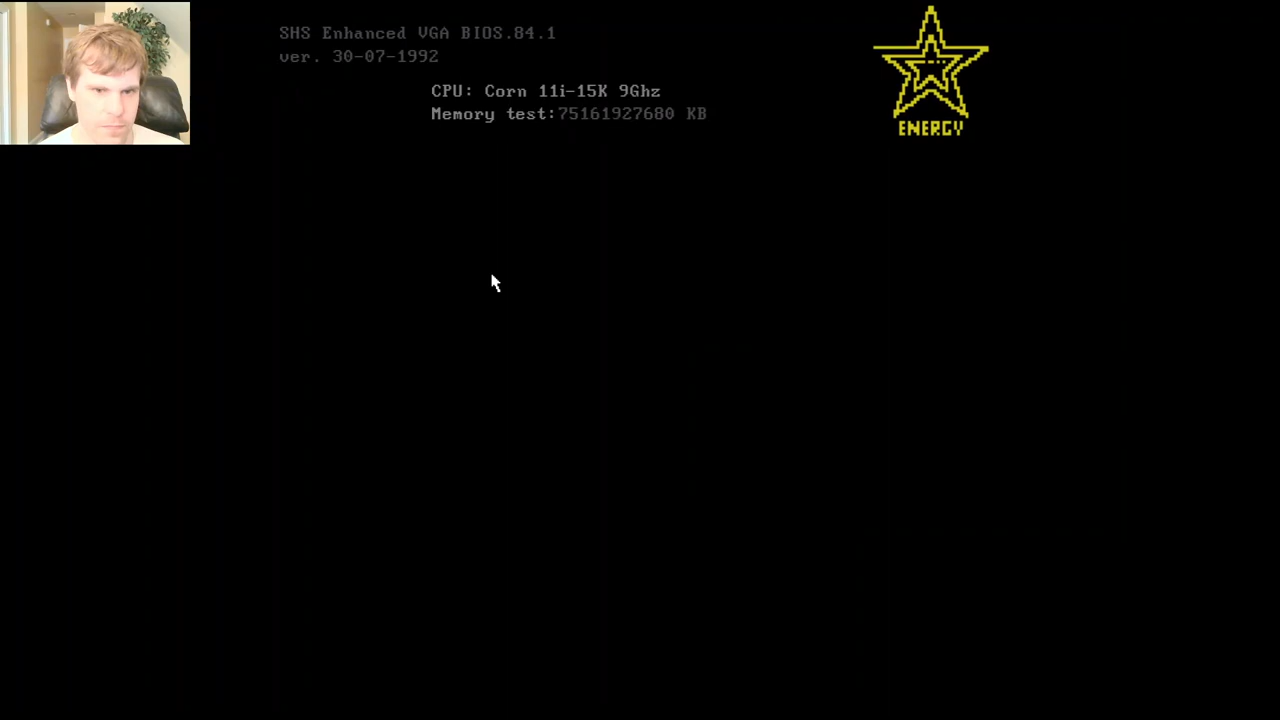 SHS Enhanced VGA BIOS.84.1
ver. 30-07-1992
CPU: Corn 11i-15K 9Ghz
Memory test:75161927680 KB
ENERGY